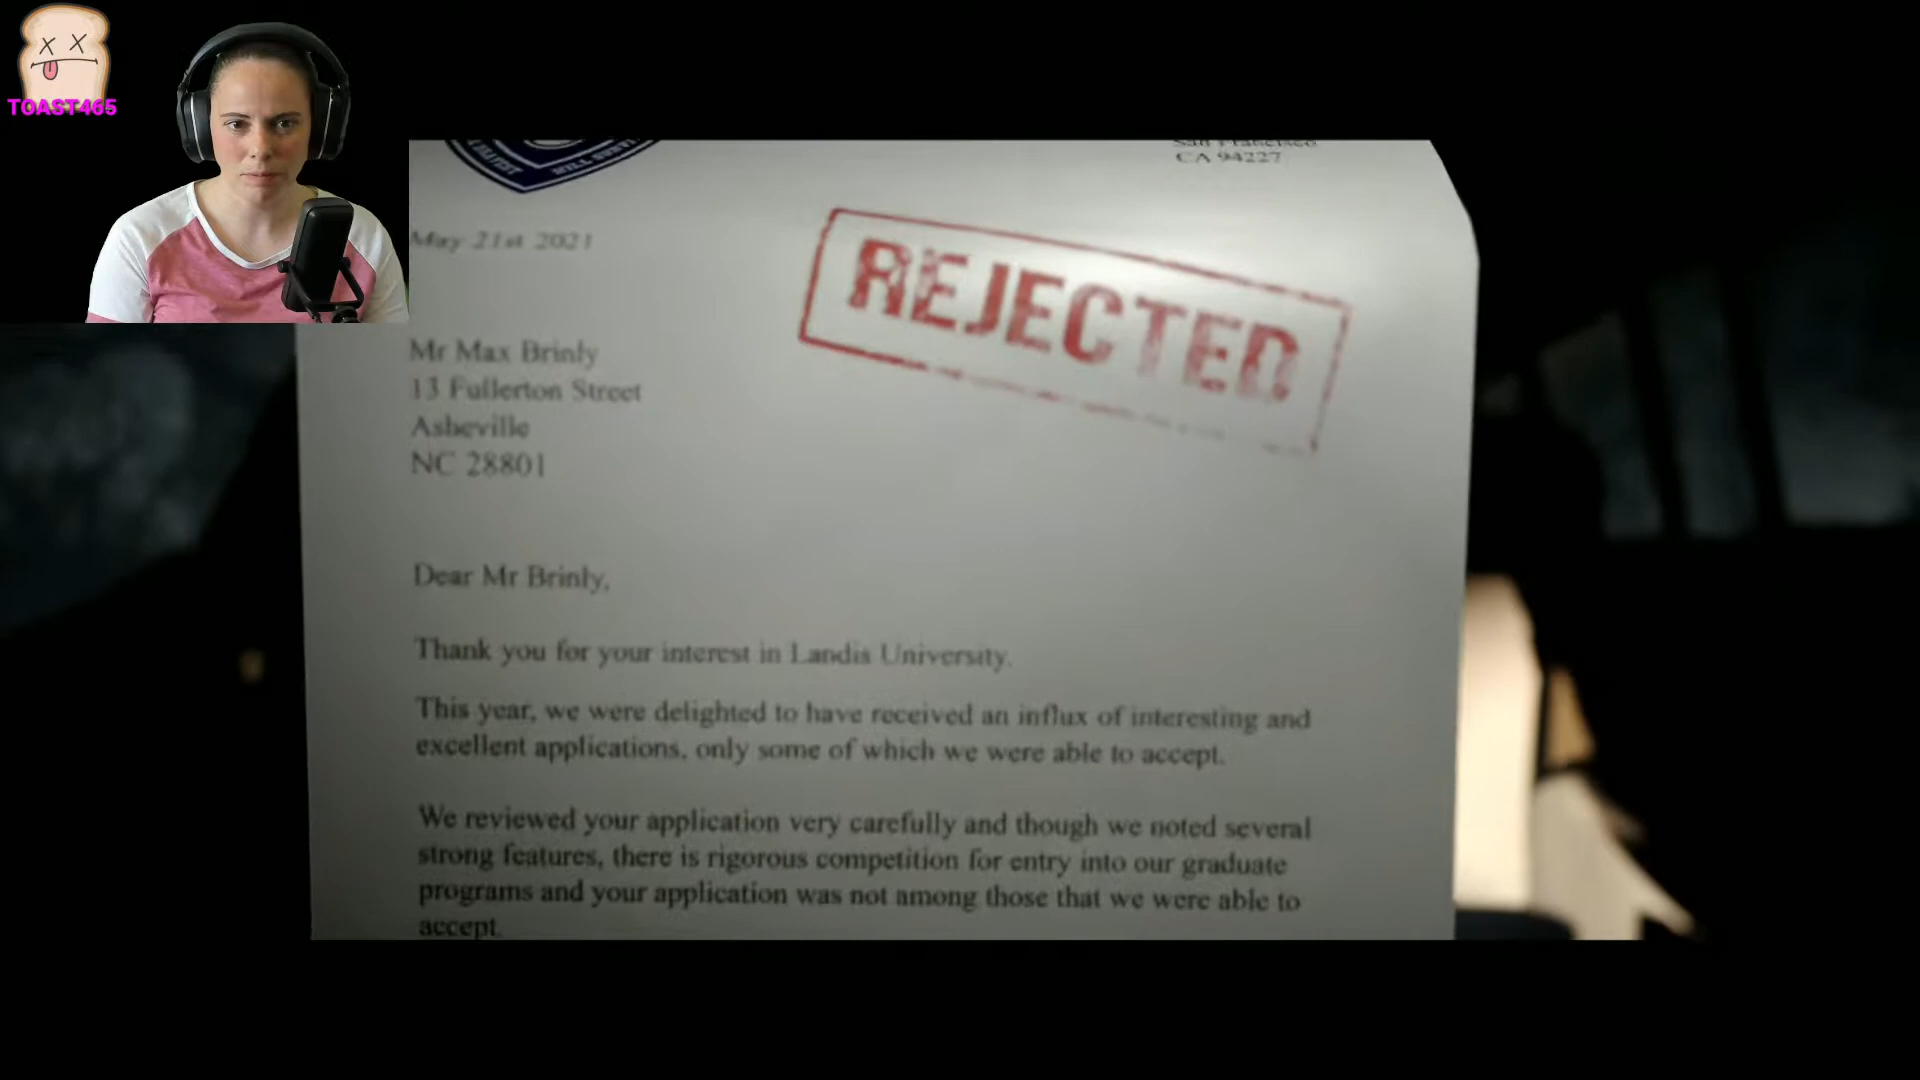 TOAST465
WILL SURVI
San Francisco
CA 94227
May 21st 2021
REJECTED
Mr Max Brinly
13 Fullerton Street
Asheville
NC 28801
Dear Mr Brinly,
Thank you for your interest in Landis University.
This year, we were delighted to have received an influx of interesting and
excellent applications, only some of which we were able to accept.
We reviewed your application very carefully and though we noted several
strong features, there is rigorous competition for entry into our graduate
programs and your application was not among those that we were able to
accept.